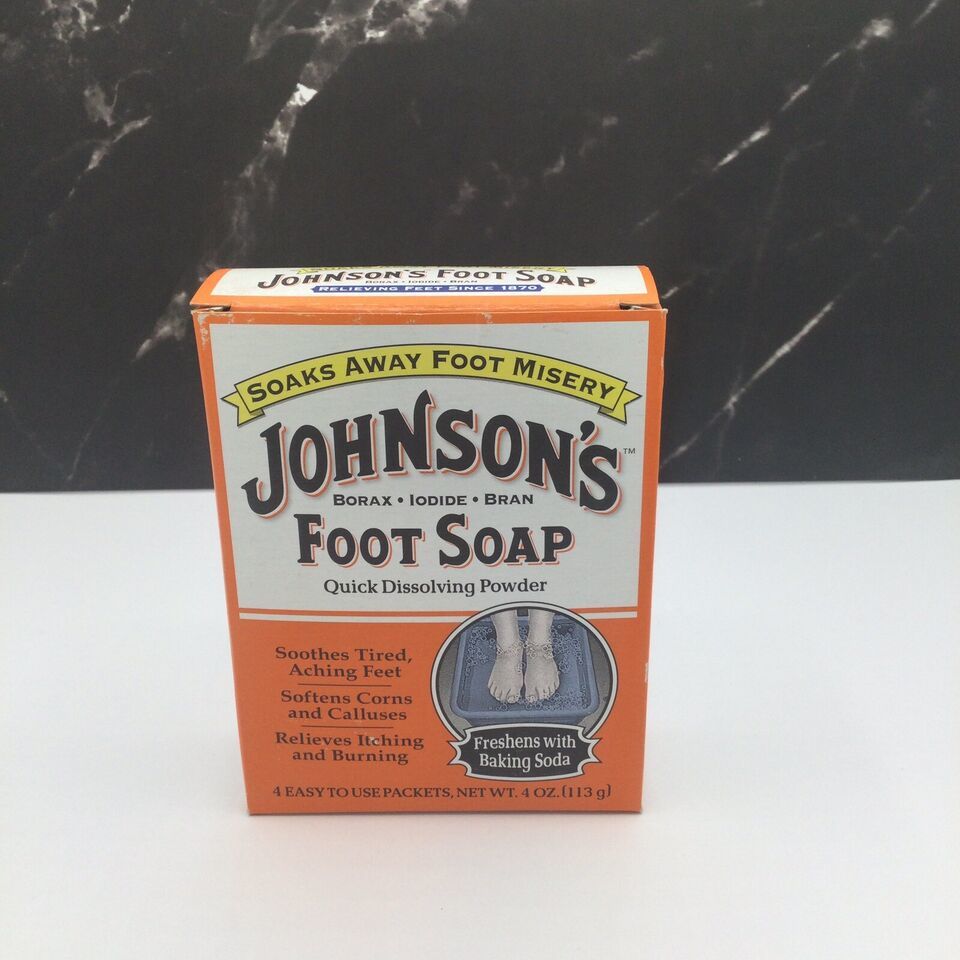 JOHNSON'S FOOT SOAP
BORAX • IODIDE • BRAN
RELIEVING FEET SINCE 1870
SOAKS AWAY FOOT MISERY
JOHNSON'S™
BORAX • IODIDE • BRAN
FOOT SOAP
Quick Dissolving Powder
Soothes Tired,
Aching Feet
Softens Corns
and Calluses
Relieves Itching
and Burning
Freshens with
Baking Soda
4 EASY TO USE PACKETS, NET WT. 4 OZ. (113 g)